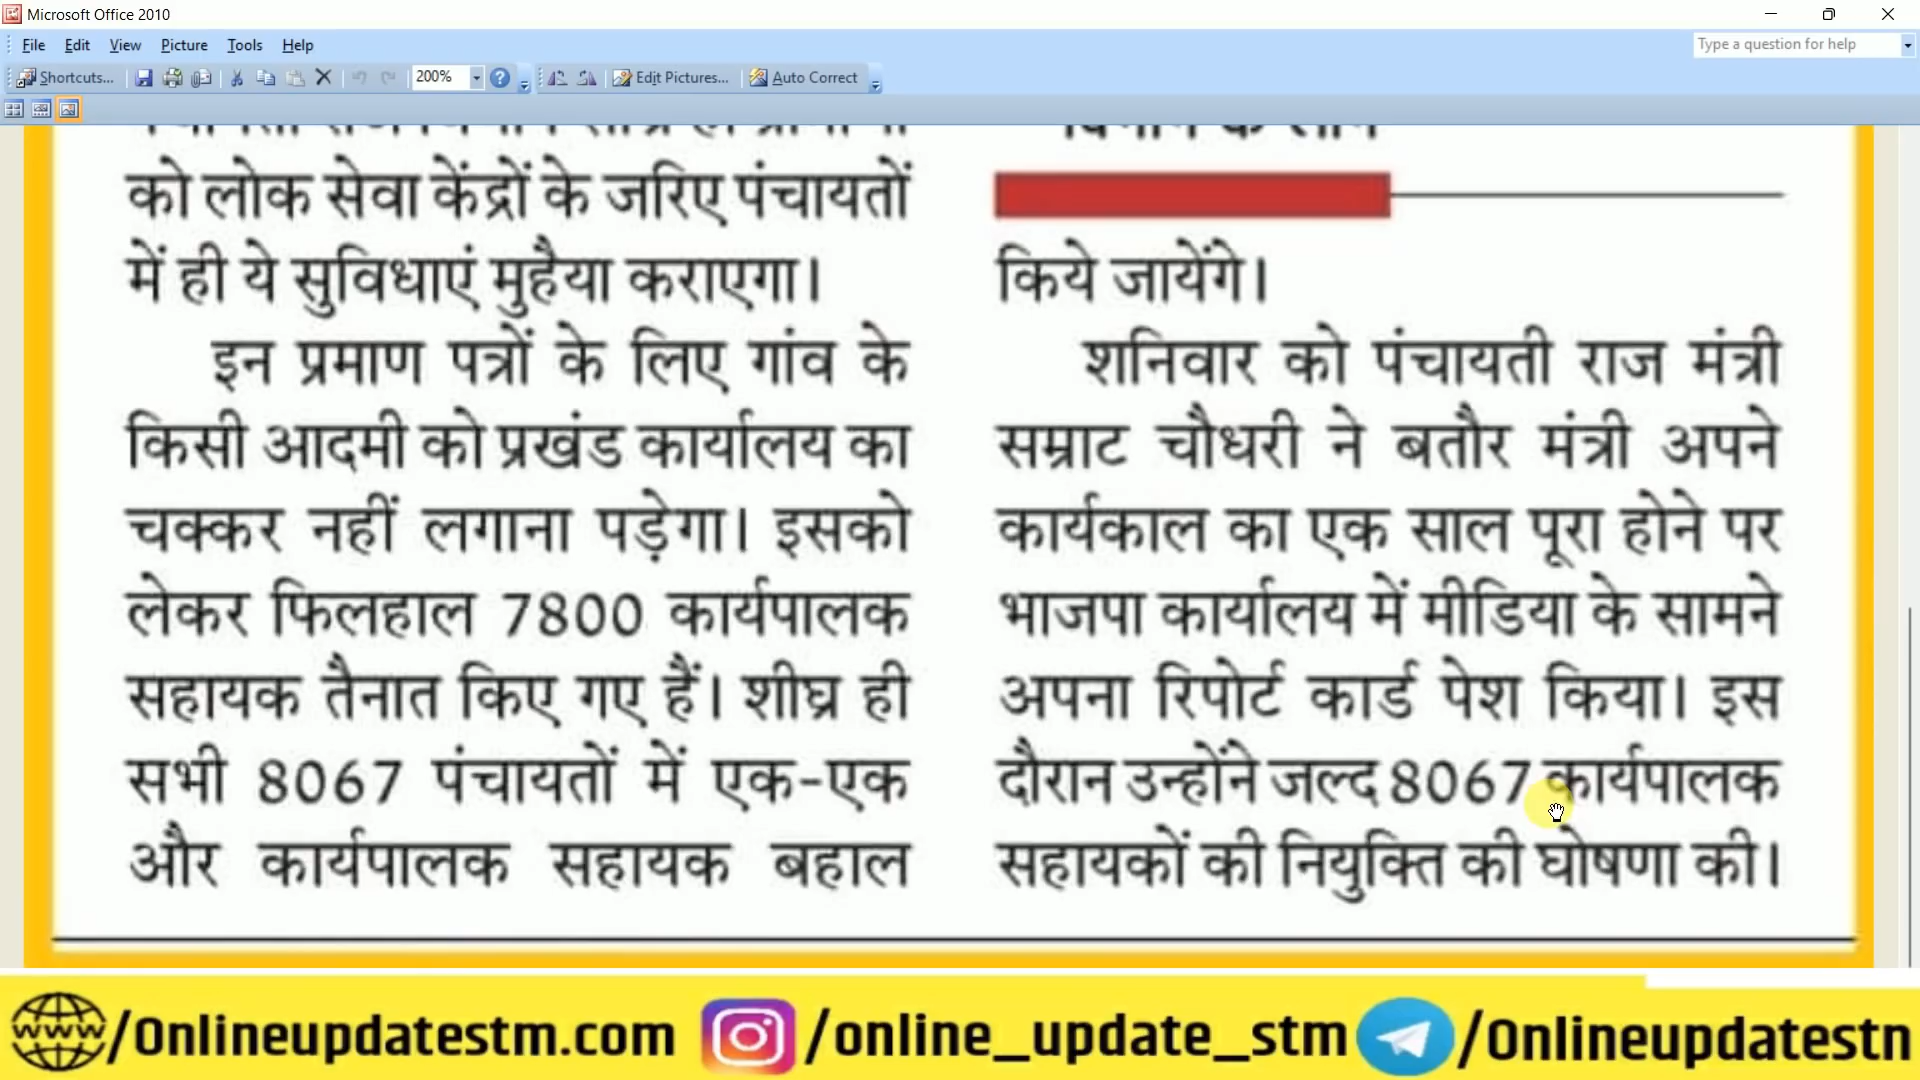 Microsoft Office 2010
File Edit View Picture Tools Help
Type a question for help
Shortcuts... 200% Edit Pictures... Auto Correct
को लोक सेवा केंद्रों के जरिए पंचायतों
में ही ये सुविधाएं मुहैया कराएगा।
इन प्रमाण पत्रों के लिए गांव के
किसी आदमी को प्रखंड कार्यालय का
चक्कर नहीं लगाना पड़ेगा। इसको
लेकर फिलहाल 7800 कार्यपालक
सहायक तैनात किए गए हैं। शीघ्र ही
सभी 8067 पंचायतों में एक-एक
और कार्यपालक सहायक बहाल
किये जायेंगे।
शनिवार को पंचायती राज मंत्री
सम्राट चौधरी ने बतौर मंत्री अपने
कार्यकाल का एक साल पूरा होने पर
भाजपा कार्यालय में मीडिया के सामने
अपना रिपोर्ट कार्ड पेश किया। इस
दौरान उन्होंने जल्द 8067 कार्यपालक
सहायकों की नियुक्ति की घोषणा की।
www /Onlineupdatestm.com /online_update_stm /Onlineupdatestn